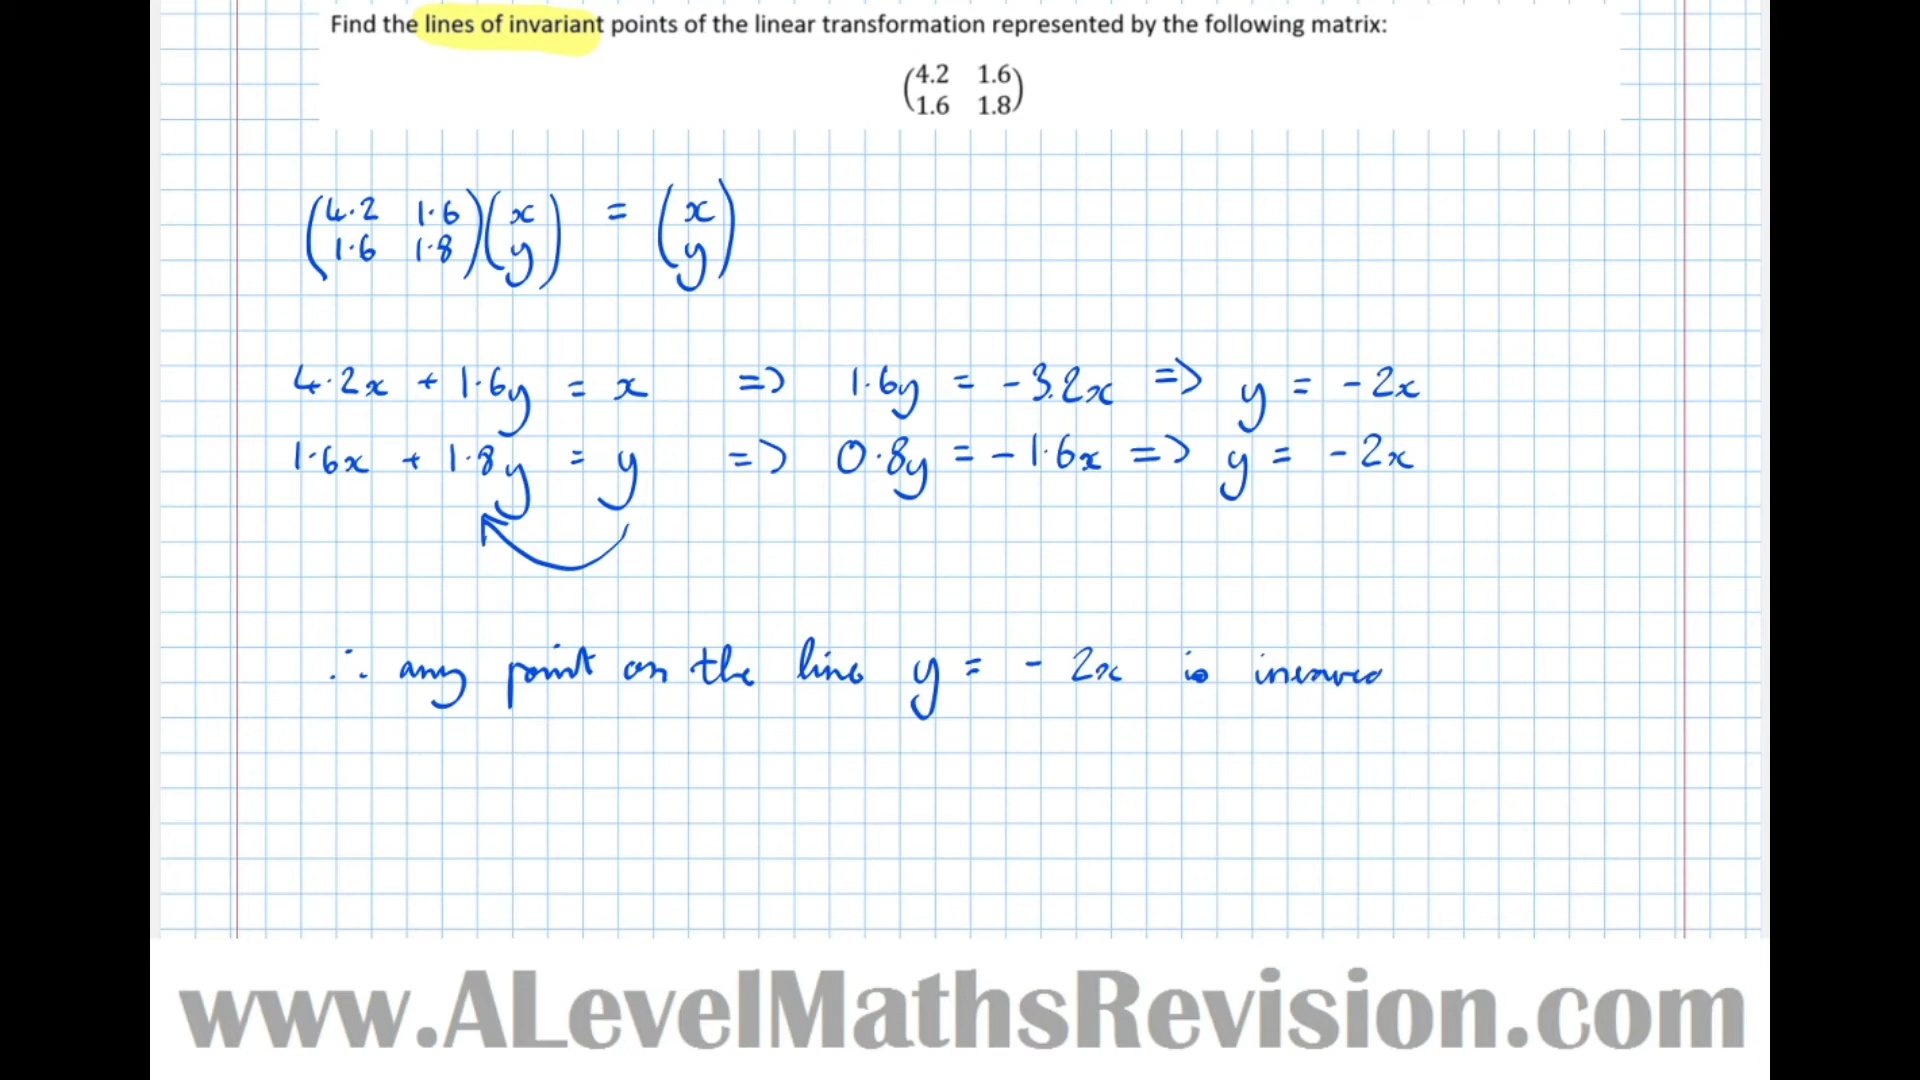 Find the lines of invariant points of the linear transformation represented by the following matrix:
(4.2 1.6
1.6 1.8)
(4.2 1.6)(x) = (x)
(1.6 1.8)(y) (y)
4.2x + 1.6y = x => 1.6y = -3.2x => y = -2x
1.6x + 1.8y = y => 0.8y = -1.6x => y = -2x
∴ any point on the line y = -2x is
www.ALevelMathsRevision.com